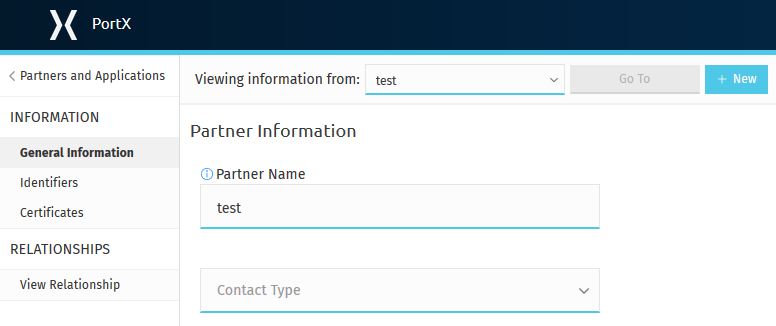 PortX
Partners and Applications
INFORMATION
General Information
Identifiers
Certificates
RELATIONSHIPS
View Relationship
Viewing information from:
test
Go To
+ New
Partner Information
Partner Name
test
Contact Type